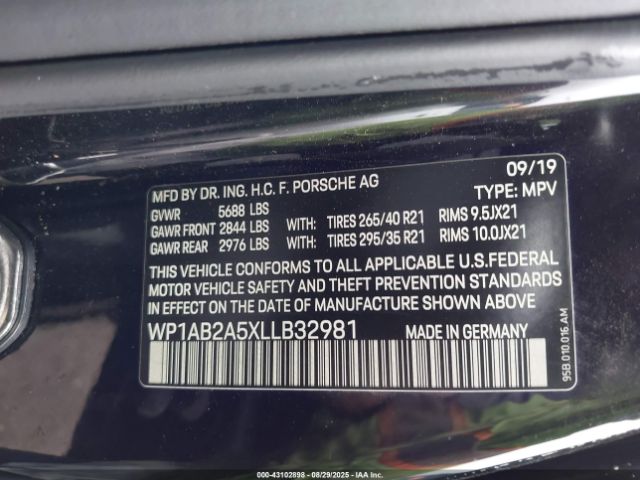 MFD BY DR. ING. H.C. F. PORSCHE AG 09/19
GVWR 5688 LBS TYPE: MPV
GAWR FRONT 2844 LBS WITH: TIRES 265/40 R21 RIMS 9.5JX21
GAWR REAR 2976 LBS WITH: TIRES 295/35 R21 RIMS 10.0JX21
THIS VEHICLE CONFORMS TO ALL APPLICABLE U.S.FEDERAL
MOTOR VEHICLE SAFETY AND THEFT PREVENTION STANDARDS
IN EFFECT ON THE DATE OF MANUFACTURE SHOWN ABOVE
WP1AB2A5XLLB32981 MADE IN GERMANY
95B.010.016.AM
000-43102898 - 08/29/2025 - IAA Inc.